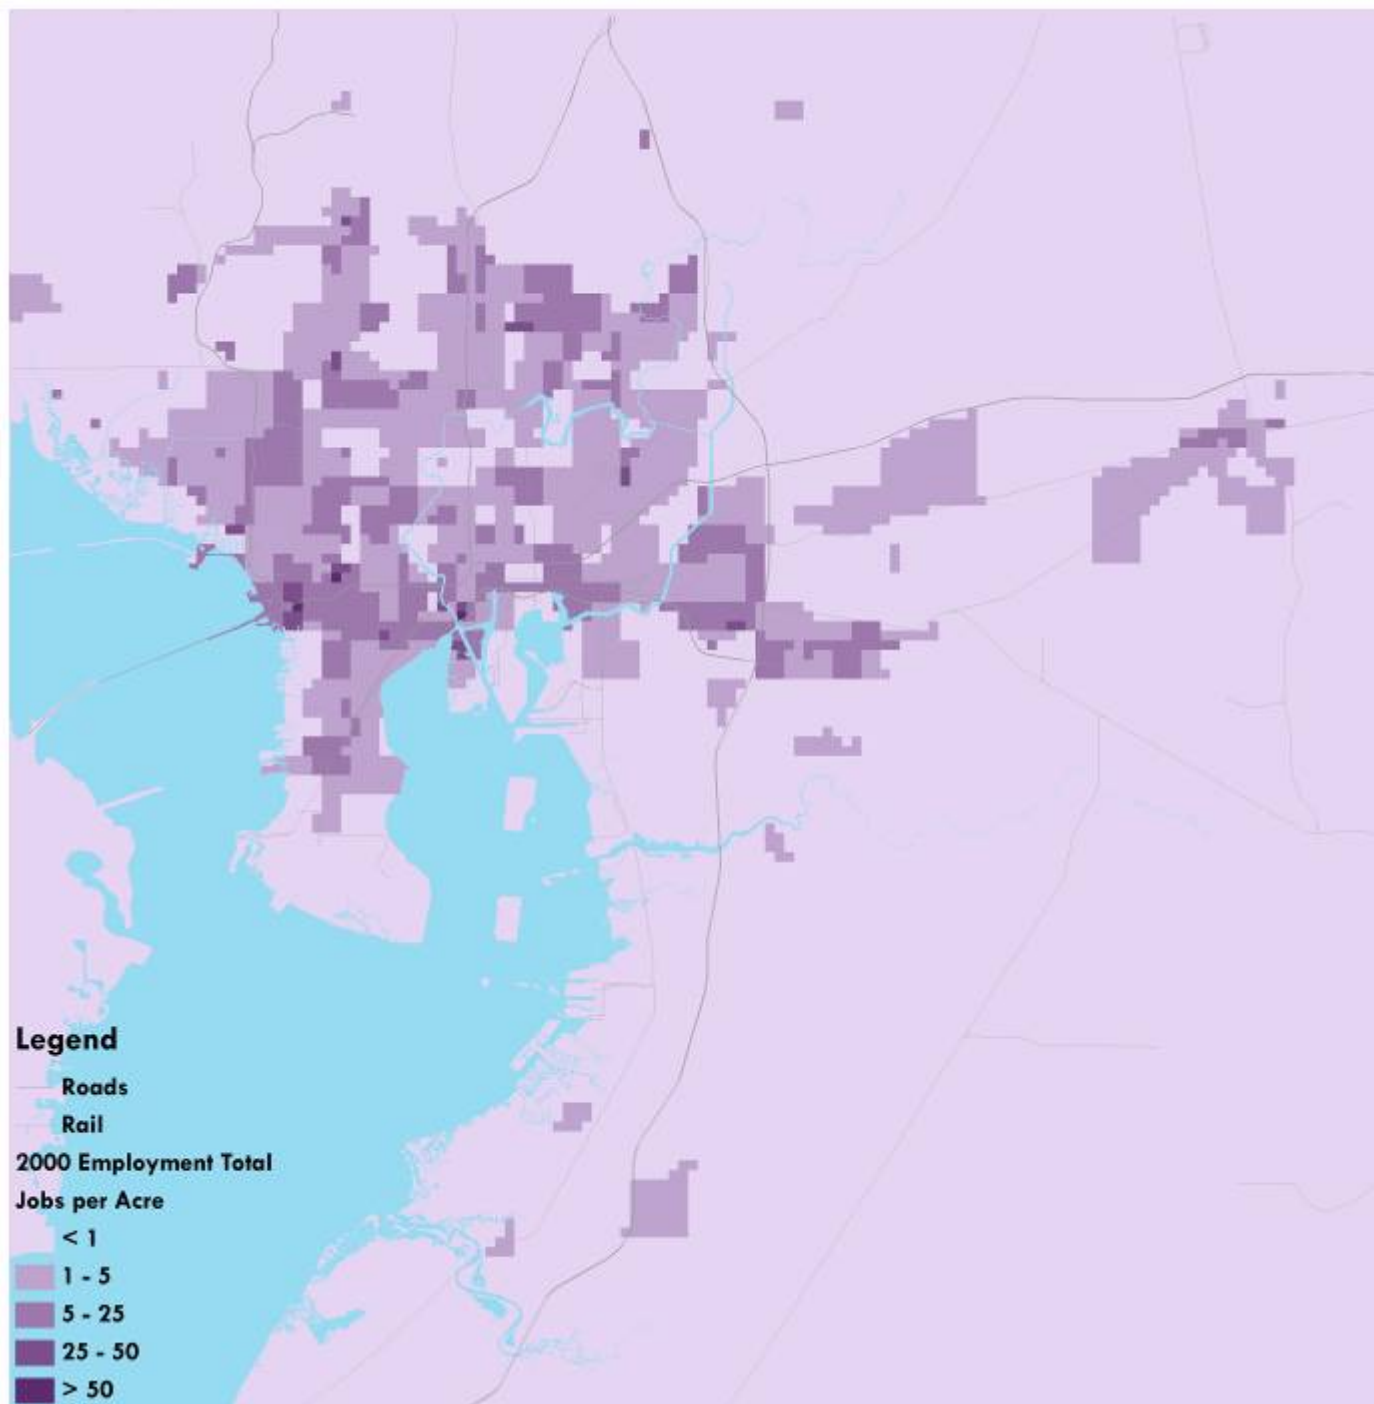 Legend
Roads
Rail
2000 Employment Total
Jobs per Acre
< 1
1 - 5
5 - 25
25 - 50
> 50